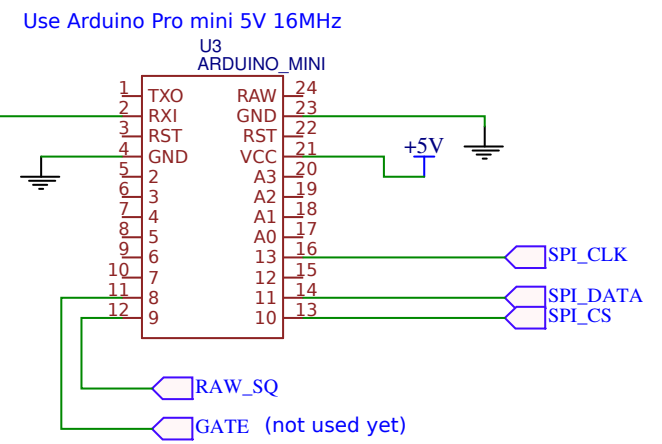 Use Arduino Pro mini 5V 16MHz
U3
ARDUINO_MINI
1 TXO RAW 24
2 RXI GND 23
3 RST RST 22
4 GND VCC 21
+5V
5 2 A3 20
6 3 A2 19
7 4 A1 18
8 5 A0 17
9 6 13 16 SPI_CLK
10 7 12 15
11 8 11 14 SPI_DATA
12 9 10 13 SPI_CS
RAW_SQ
GATE (not used yet)